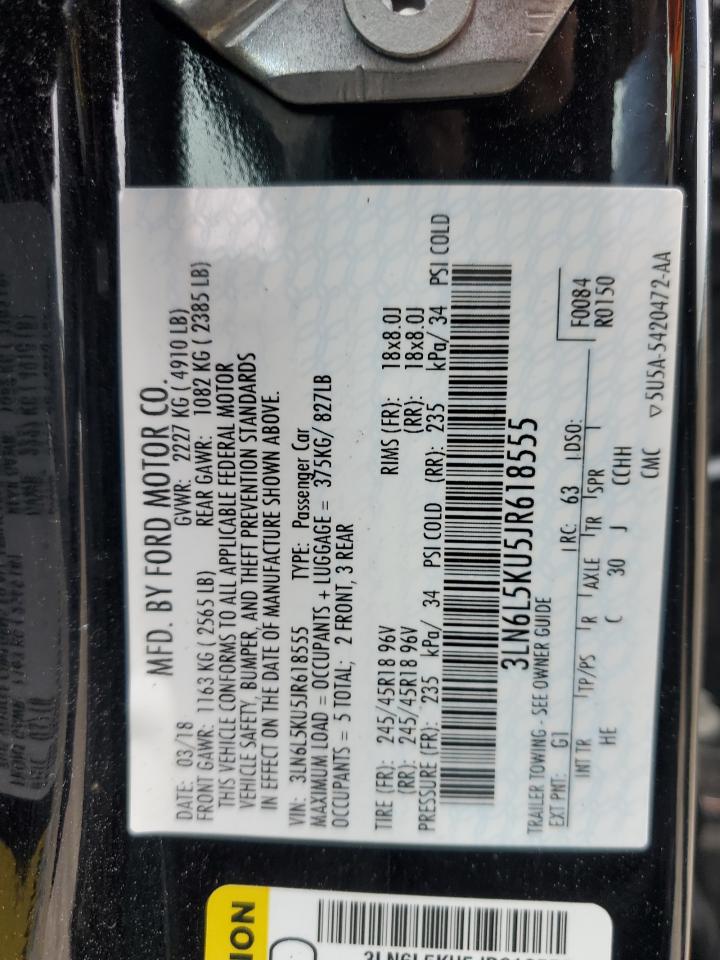 MFD. BY FORD MOTOR CO.
DATE: 03/18 GVWR: 2227 KG ( 4910 LB)
FRONT GAWR: 1163 KG ( 2565 LB) REAR GAWR: 1082 KG ( 2385 LB)
THIS VEHICLE CONFORMS TO ALL APPLICABLE FEDERAL MOTOR
VEHICLE SAFETY, BUMPER, AND THEFT PREVENTION STANDARDS
IN EFFECT ON THE DATE OF MANUFACTURE SHOWN ABOVE.
VIN: 3LN6L5KU5JR618555 TYPE: Passenger Car
MAXIMUM LOAD = OCCUPANTS + LUGGAGE = 375KG/ 827LB
OCCUPANTS = 5 TOTAL; 2 FRONT, 3 REAR
TIRE (FR): 245/45R18 96V RIMS (FR): 18x8.0J
(RR): 245/45R18 96V (RR): 18x8.0J
PRESSURE (FR): 235 kPa/ 34 PSI COLD (RR): 235 kPa/ 34 PSI COLD
3LN6L5KU5JR618555
TRAILER TOWING - SEE OWNER GUIDE
EXT PNT: G1 RC: 63 DSO: F0084
R0150
INT TR TP/PS R AXLE TR SPR
HE C 30 J CCHH
CMC ▽5U5A-5420472-AA
ION